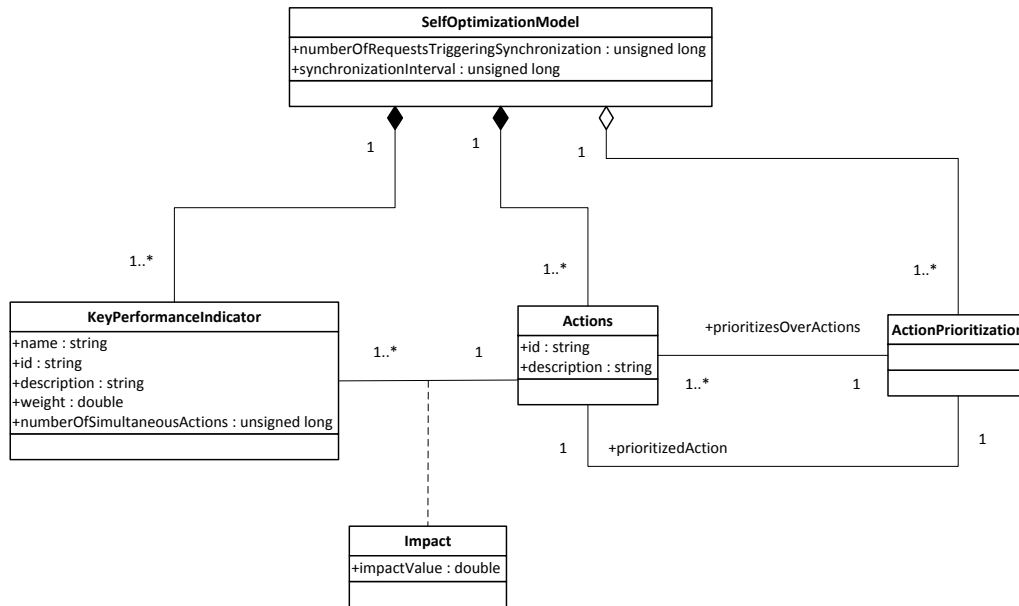 SelfOptimizationModel
+numberOfRequestsTriggeringSynchronization : unsigned long
+synchronizationInterval : unsigned long
1
1
1
1..*
1..*
1..*
KeyPerformanceIndicator
+name : string
+id : string
+description : string
+weight : double
+numberOfSimultaneousActions : unsigned long
1..*
1
Actions
+id : string
+description : string
+prioritizesOverActions
1..*
1
ActionPrioritization
1
+prioritizedAction
1
Impact
+impactValue : double